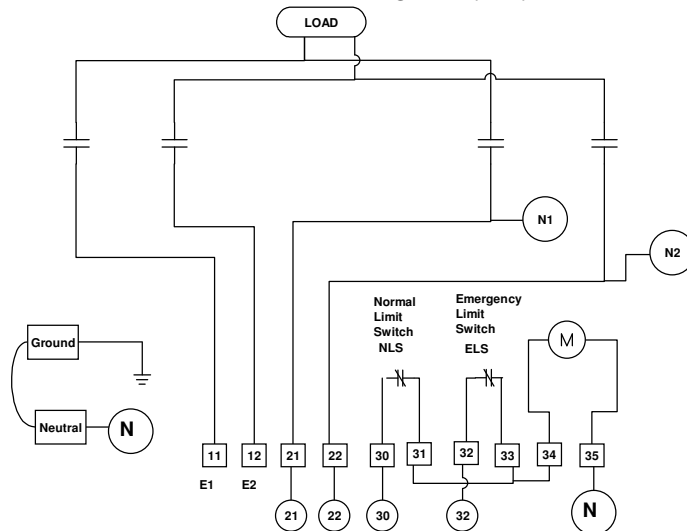 LOAD
N1
N2
Normal
Limit
Switch
NLS
Emergency
Limit
Switch
ELS
M
Ground
Neutral
N
11
12
21
22
30
31
32
33
34
35
E1
E2
21
22
30
32
N